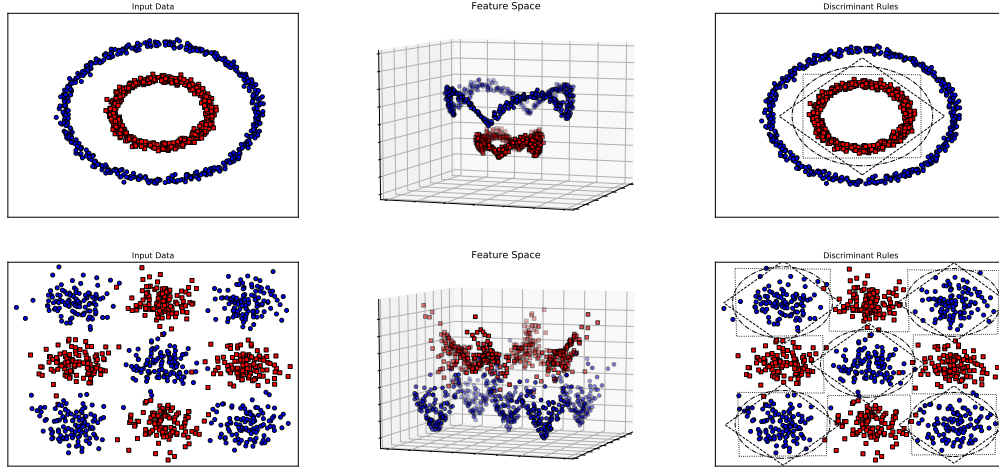 Input Data
Feature Space
Discriminant Rules
Input Data
Feature Space
Discriminant Rules